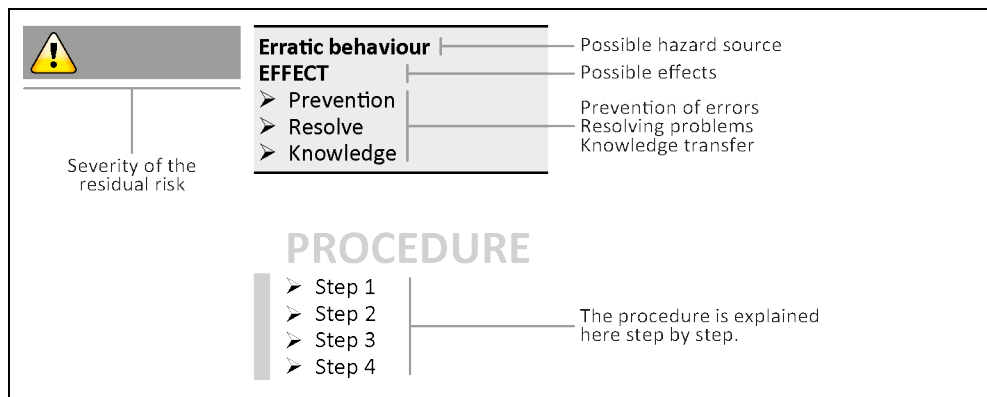 Erratic behaviour
Possible hazard source
EFFECT
Possible effects
➢ Prevention
➢ Resolve
➢ Knowledge
Prevention of errors
Resolving problems
Knowledge transfer
Severity of the
residual risk
PROCEDURE
➢ Step 1
➢ Step 2
➢ Step 3
➢ Step 4
The procedure is explained
here step by step.